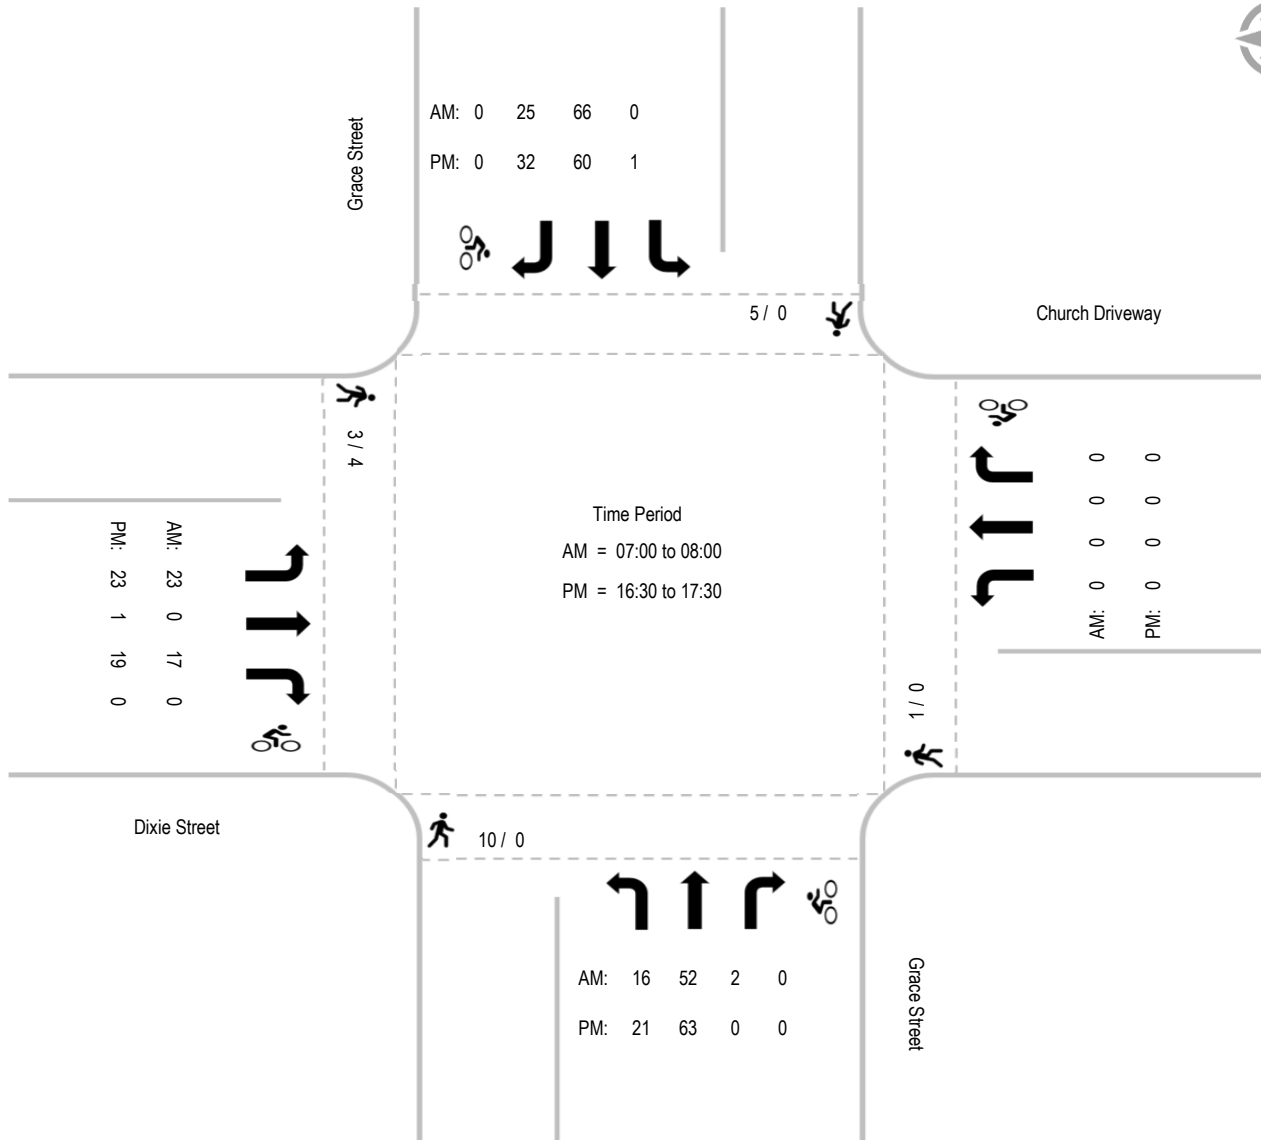 Grace Street
AM: 0 25 66 0
PM: 0 32 60 1
5 / 0
Church Driveway
3 / 4
Time Period
AM = 07:00 to 08:00
PM = 16:30 to 17:30
AM: 23 0 17 0
PM: 23 1 19 0
AM: 0 0 0 0
PM: 0 0 0 0
0 / 1
Dixie Street
10 / 0
AM: 16 52 2 0
PM: 21 63 0 0
Grace Street